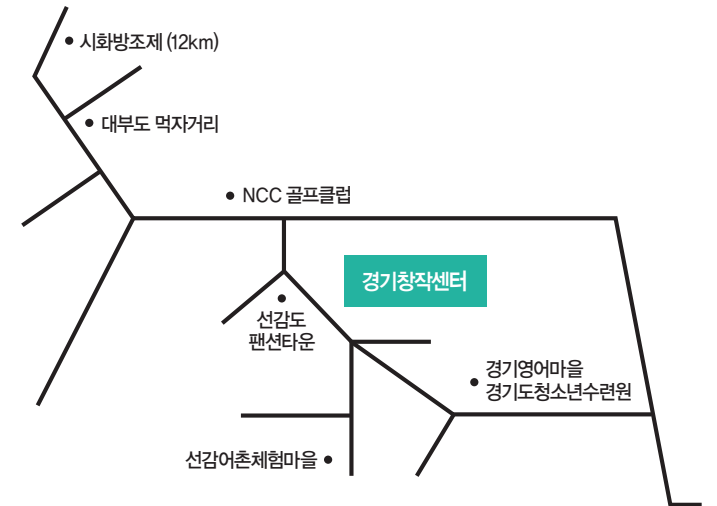 시화방조제 (12km)
대부도 먹자거리
NCC 골프클럽
경기창작센터
선감도
팬션타운
경기영어마을
경기도청소년수련원
선감어촌체험마을